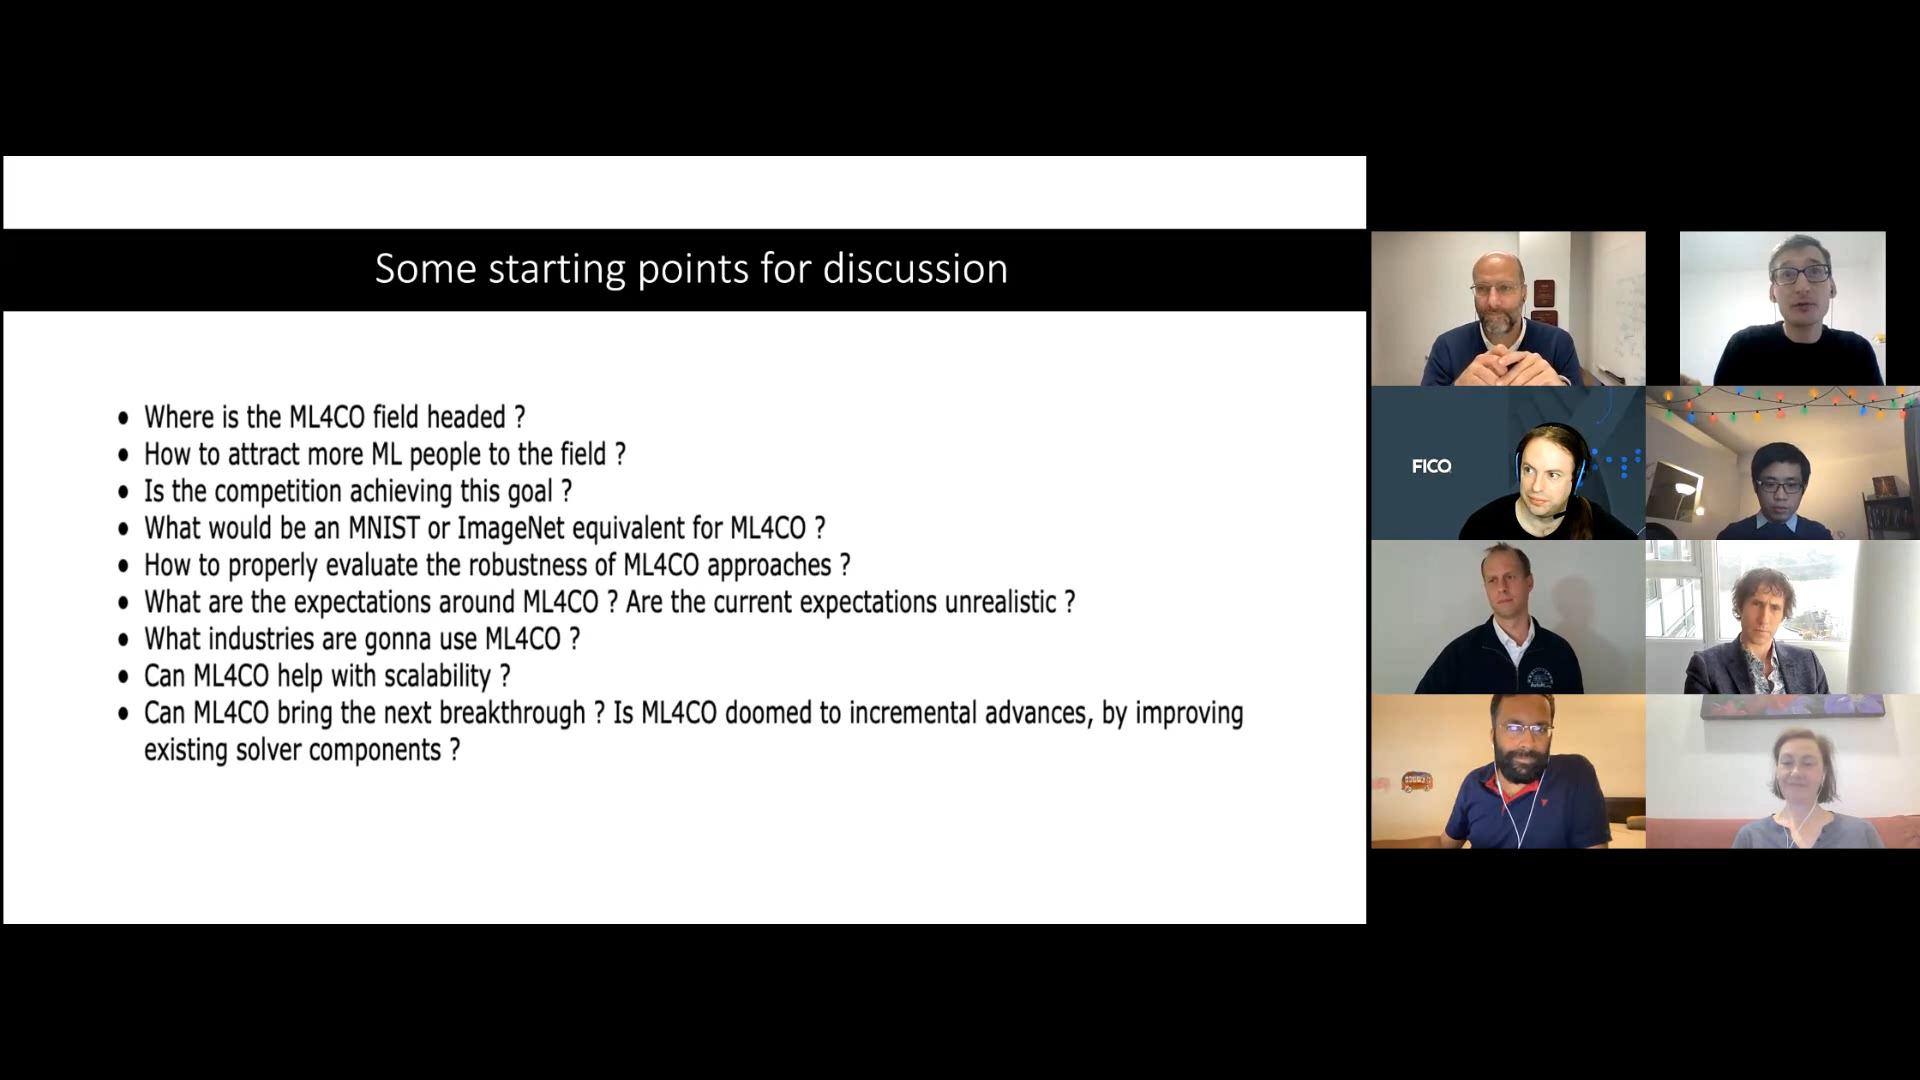 Some starting points for discussion
• Where is the ML4CO field headed ?
• How to attract more ML people to the field ?
• Is the competition achieving this goal ?
• What would be an MNIST or ImageNet equivalent for ML4CO ?
• How to properly evaluate the robustness of ML4CO approaches ?
• What are the expectations around ML4CO ? Are the current expectations unrealistic ?
• What industries are gonna use ML4CO ?
• Can ML4CO help with scalability ?
• Can ML4CO bring the next breakthrough ? Is ML4CO doomed to incremental advances, by improving
existing solver components ?
FICO